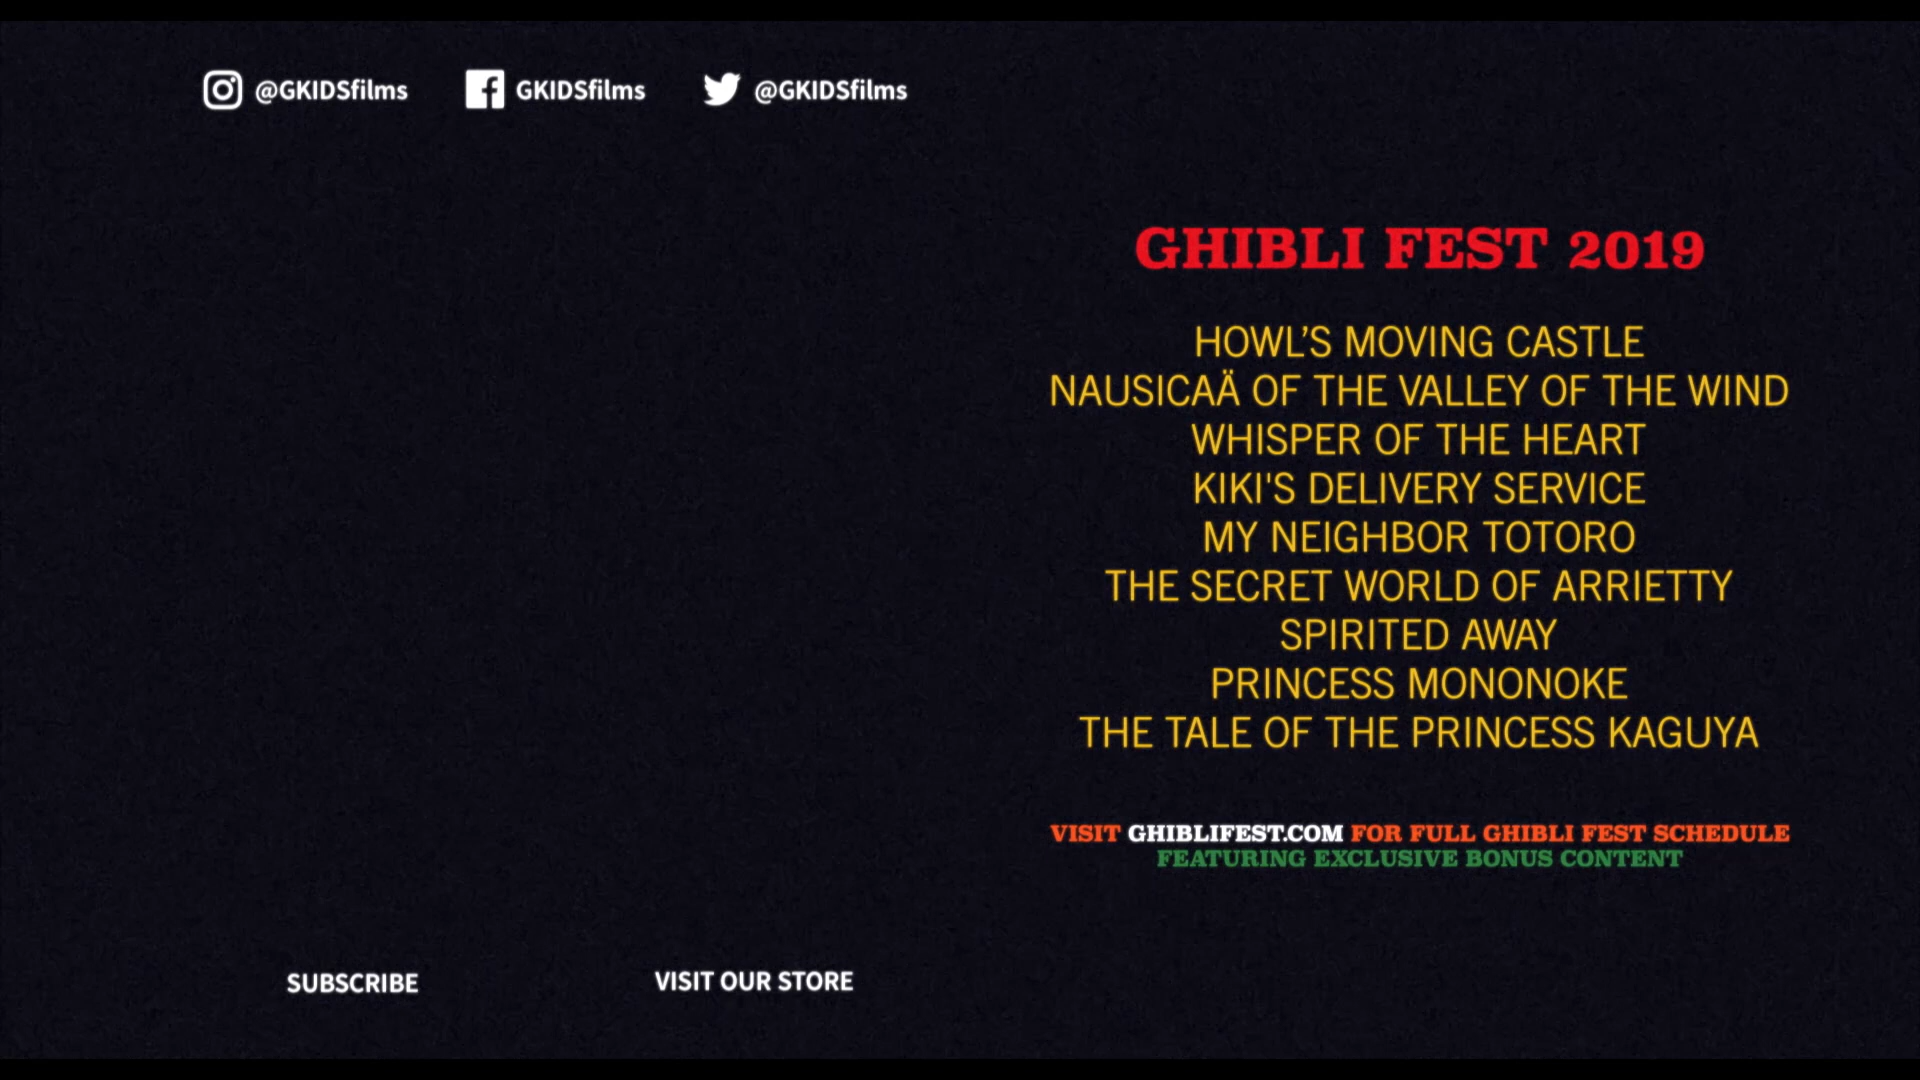 @GKIDSfilms GKIDSfilms @GKIDSfilms
GHIBLI FEST 2019
HOWL’S MOVING CASTLE
NAUSICAÄ OF THE VALLEY OF THE WIND
WHISPER OF THE HEART
KIKI'S DELIVERY SERVICE
MY NEIGHBOR TOTORO
THE SECRET WORLD OF ARRIETTY
SPIRITED AWAY
PRINCESS MONONOKE
THE TALE OF THE PRINCESS KAGUYA
VISIT GHIBLIFEST.COM FOR FULL GHIBLI FEST SCHEDULE
FEATURING EXCLUSIVE BONUS CONTENT
SUBSCRIBE VISIT OUR STORE